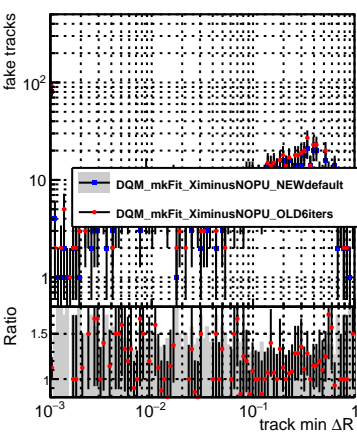 fake tracks
10²
10
1
DQM_mkFit_XiminusNOPU_NEWdefault
DQM_mkFit_XiminusNOPU_OLD6iters
Ratio
1.5
1
10⁻³
10⁻²
10⁻¹
1
track min ΔR